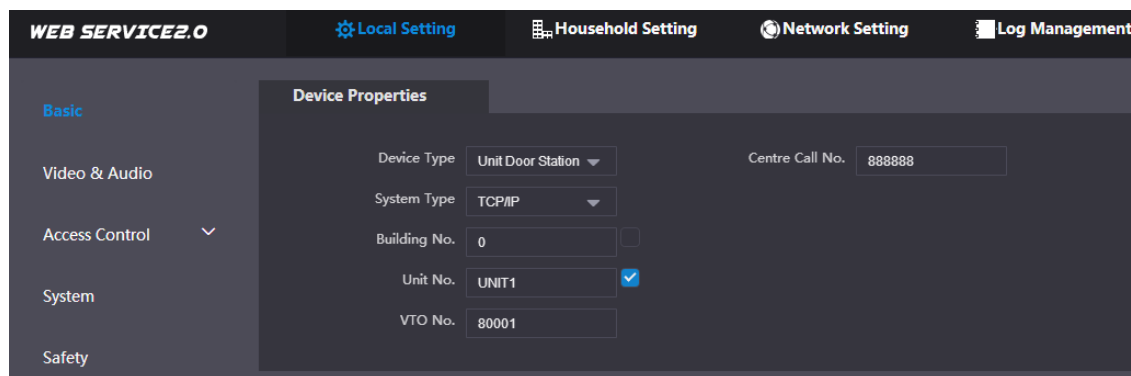 WEB SERVICE2.0 Local Setting Household Setting Network Setting Log Management
Basic
Video & Audio
Access Control
System
Safety
Device Properties
Device Type Unit Door Station Centre Call No. 888888
System Type TCP/IP
Building No. 0
Unit No. UNIT1
VTO No. 80001